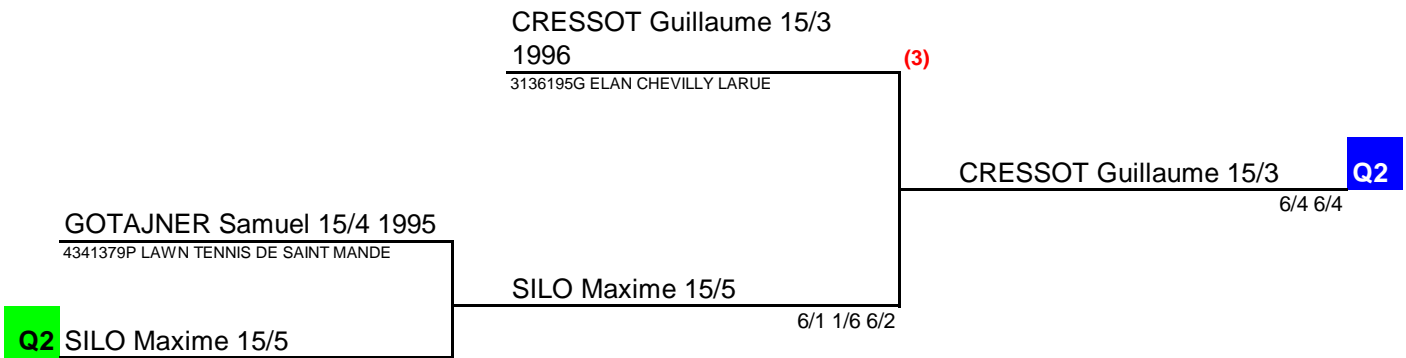 CRESSOT Guillaume 15/3
1996
(3)
3136195G ELAN CHEVILLY LARUE
CRESSOT Guillaume 15/3
Q2
6/4 6/4
GOTAJNER Samuel 15/4 1995
4341379P LAWN TENNIS DE SAINT MANDE
SILO Maxime 15/5
6/1 1/6 6/2
Q2 SILO Maxime 15/5